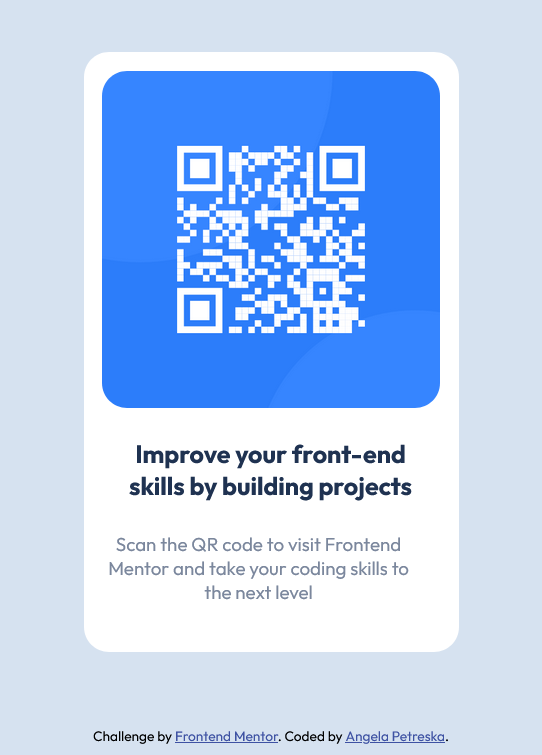 Improve your front-end
skills by building projects
Scan the QR code to visit Frontend
Mentor and take your coding skills to
the next level
Challenge by Frontend Mentor. Coded by Angela Petreska.